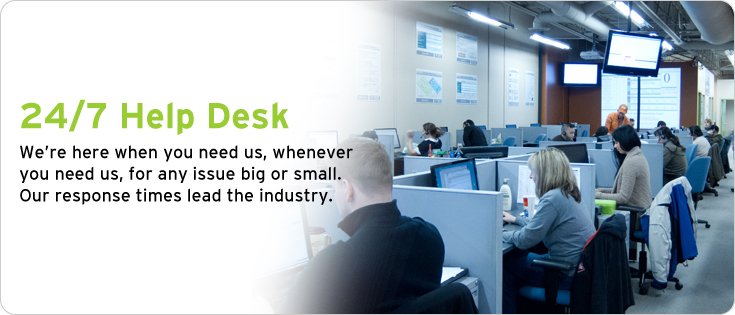 24/7 Help Desk
We're here when you need us, whenever
you need us, for any issue big or small.
Our response times lead the industry.